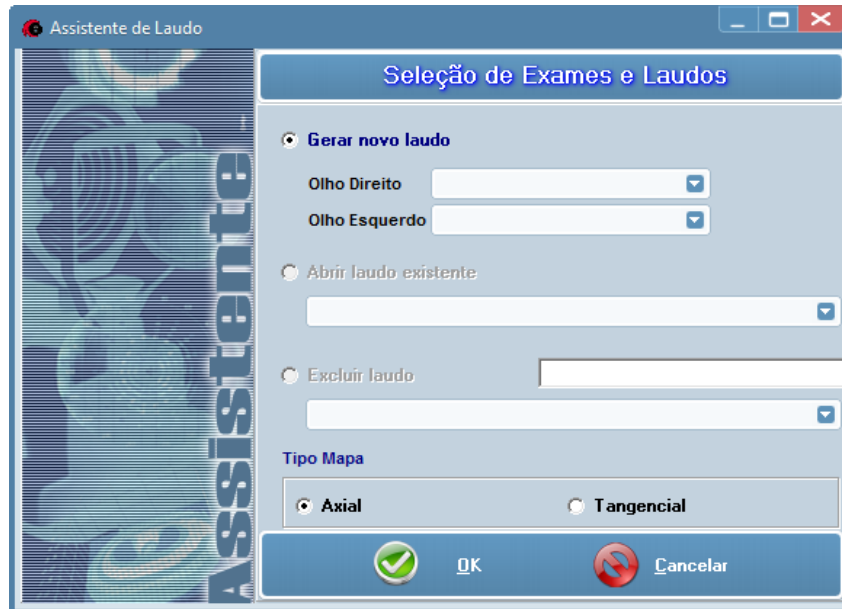 Assistente de Laudo
Assistente
Seleção de Exames e Laudos
Gerar novo laudo
Olho Direito
Olho Esquerdo
Abrir laudo existente
Excluir laudo
Tipo Mapa
Axial Tangencial
OK Cancelar